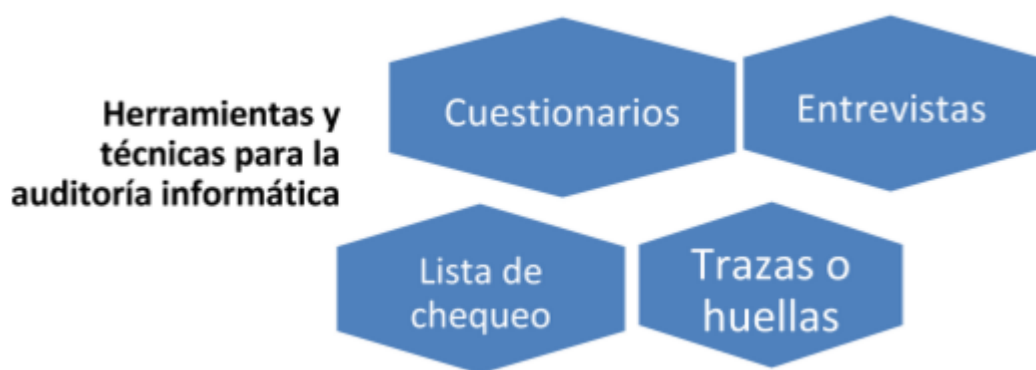 Herramientas y
técnicas para la
auditoría informática
Cuestionarios
Entrevistas
Lista de
chequeo
Trazas o
huellas